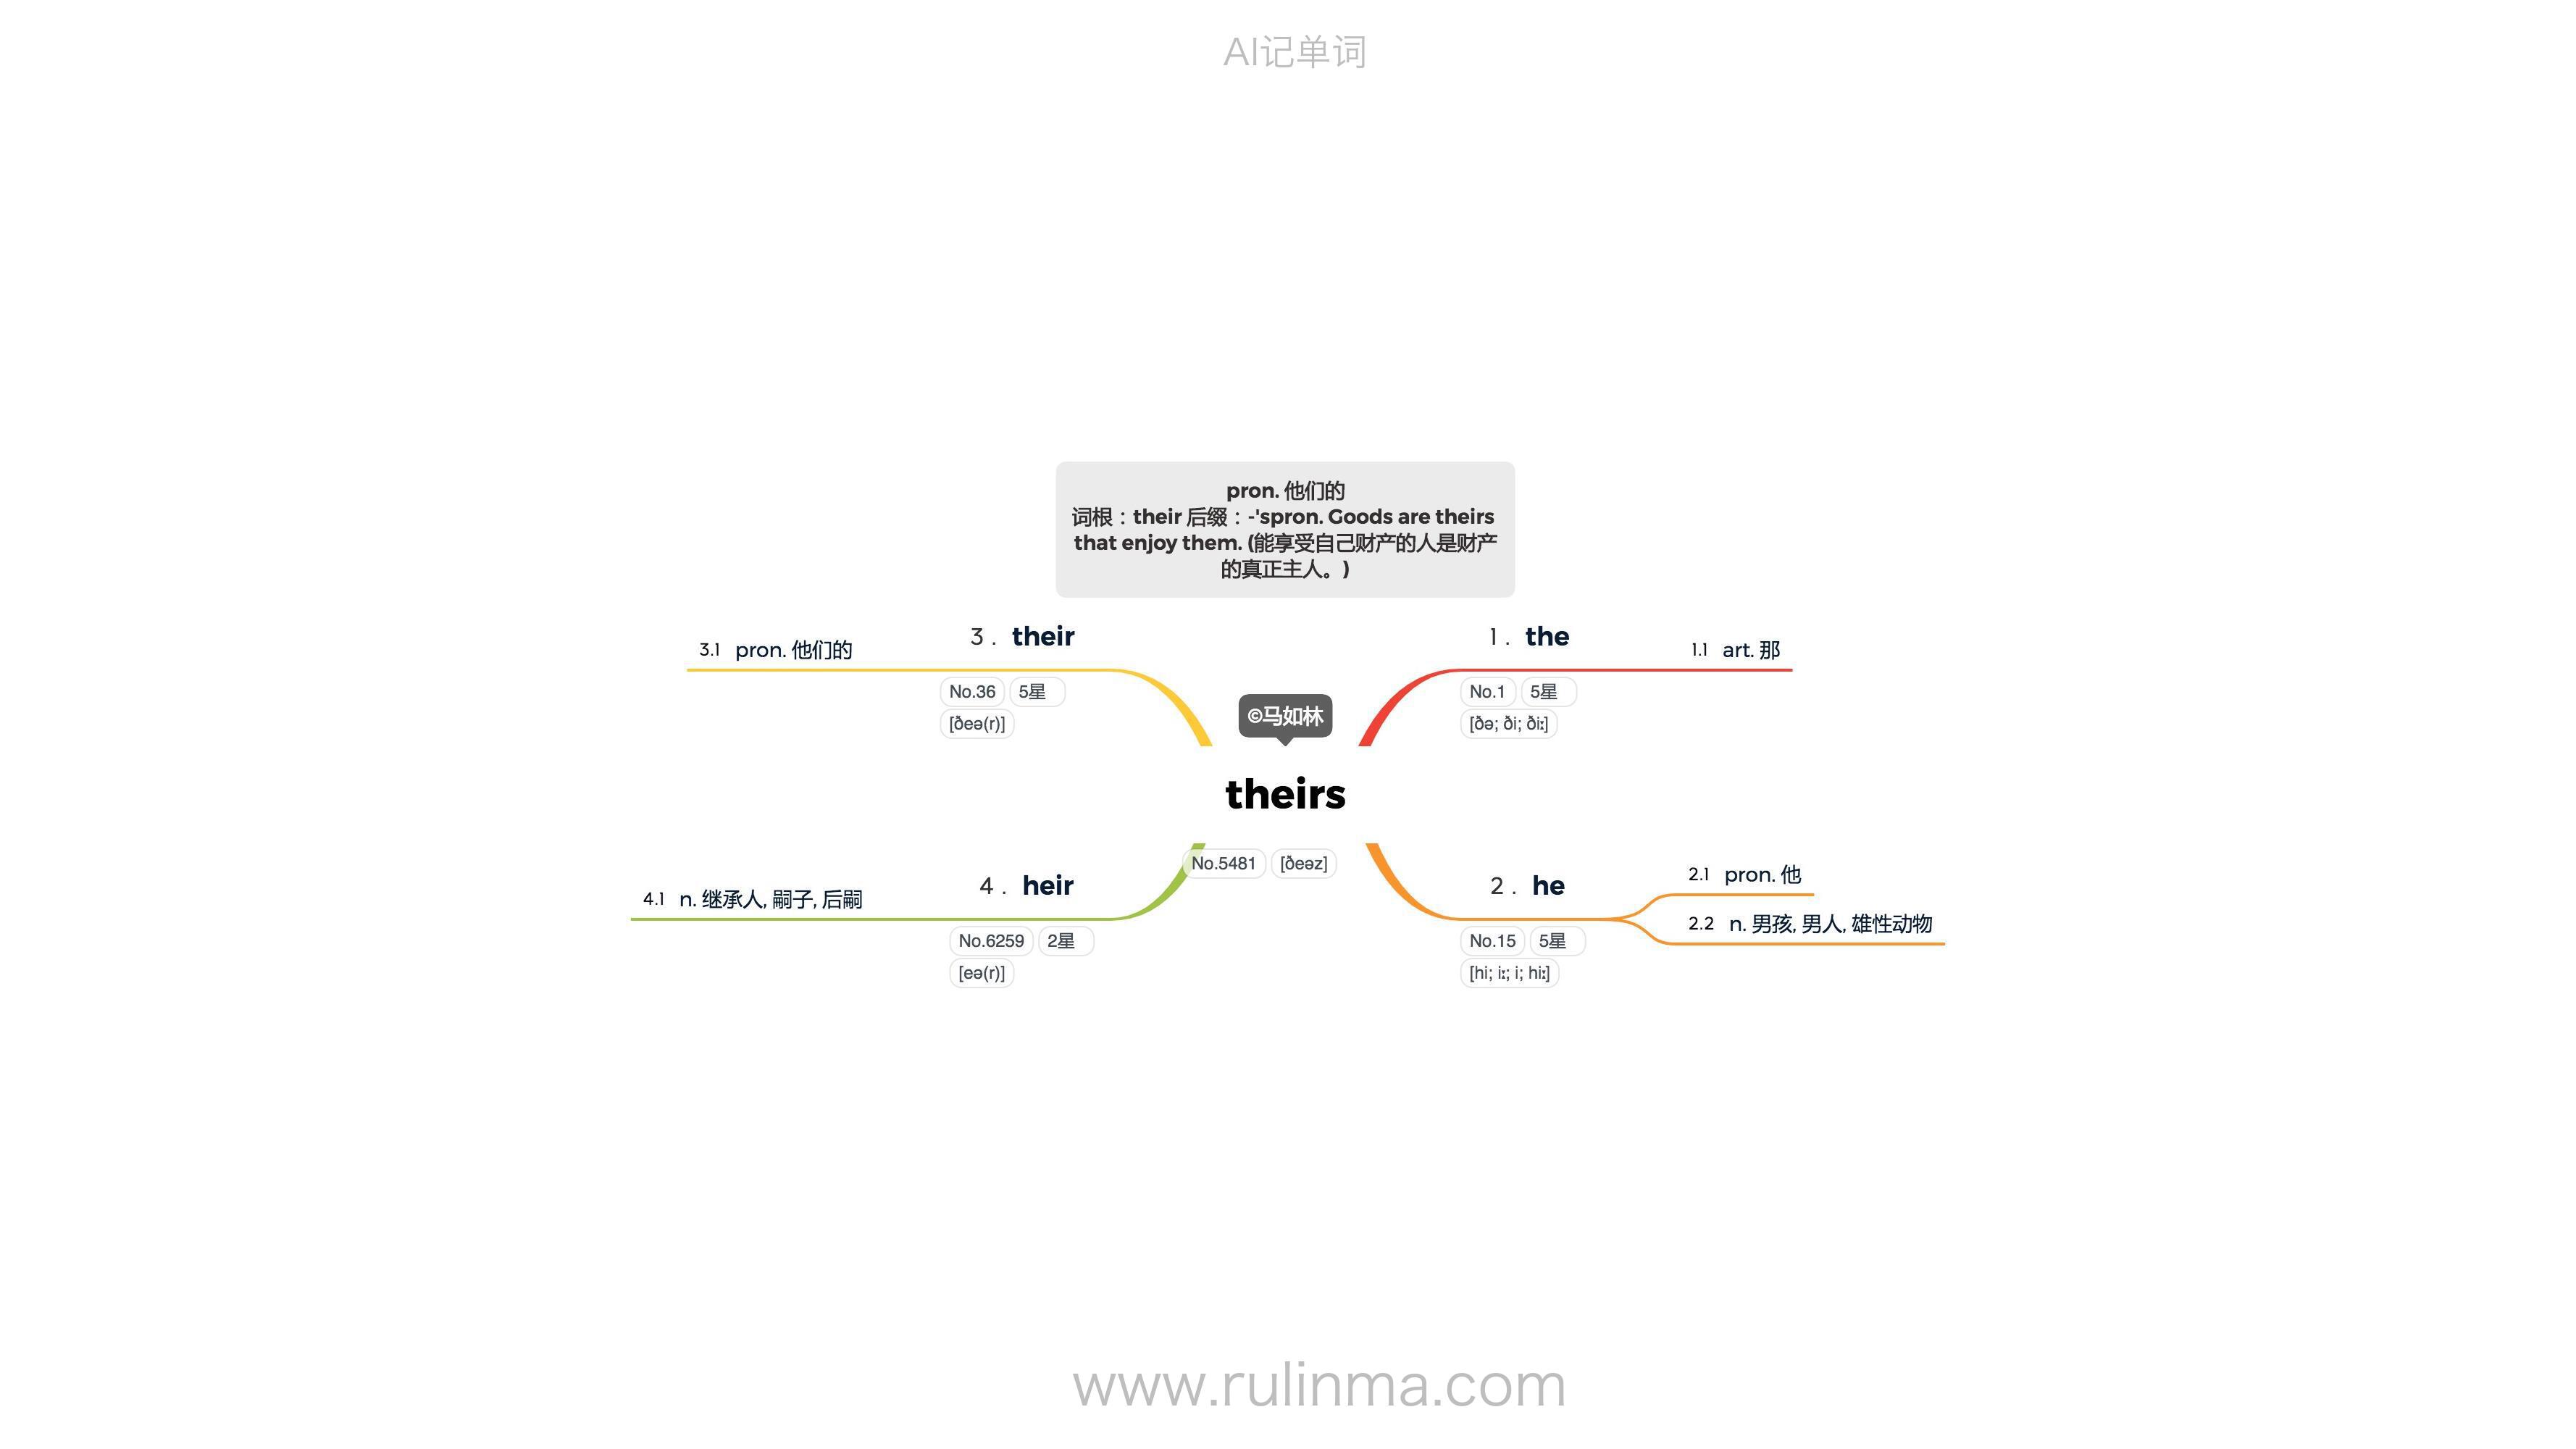 AI记单词
pron. 他们的
词根：their 后缀：-'spron. Goods are theirs
that enjoy them. (能享受自己财产的人是财产
的真正主人。)
3 . their
3.1 pron. 他们的
No.36 5星
[ðeə(r)]
1 . the
1.1 art. 那
No.1 5星
[ðə; ði; ðiː]
©马如林
theirs
No.5481 [ðeəz]
4 . heir
4.1 n. 继承人, 嗣子, 后嗣
No.6259 2星
[eə(r)]
2 . he
2.1 pron. 他
2.2 n. 男孩, 男人, 雄性动物
No.15 5星
[hi; iː; i; hiː]
www.rulinma.com